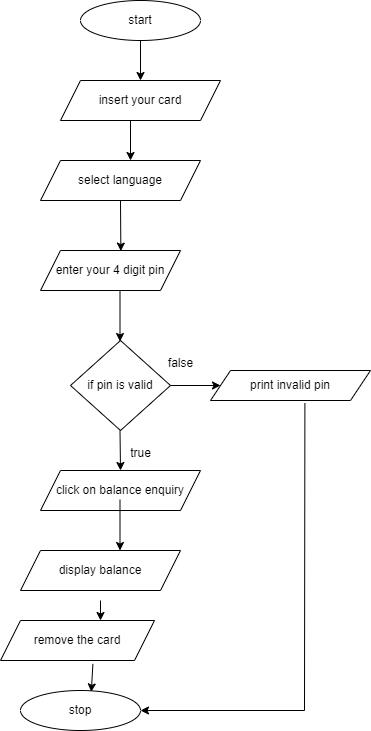 start
insert your card
select language
enter your 4 digit pin
false
if pin is valid
print invalid pin
true
click on balance enquiry
display balance
remove the card
stop